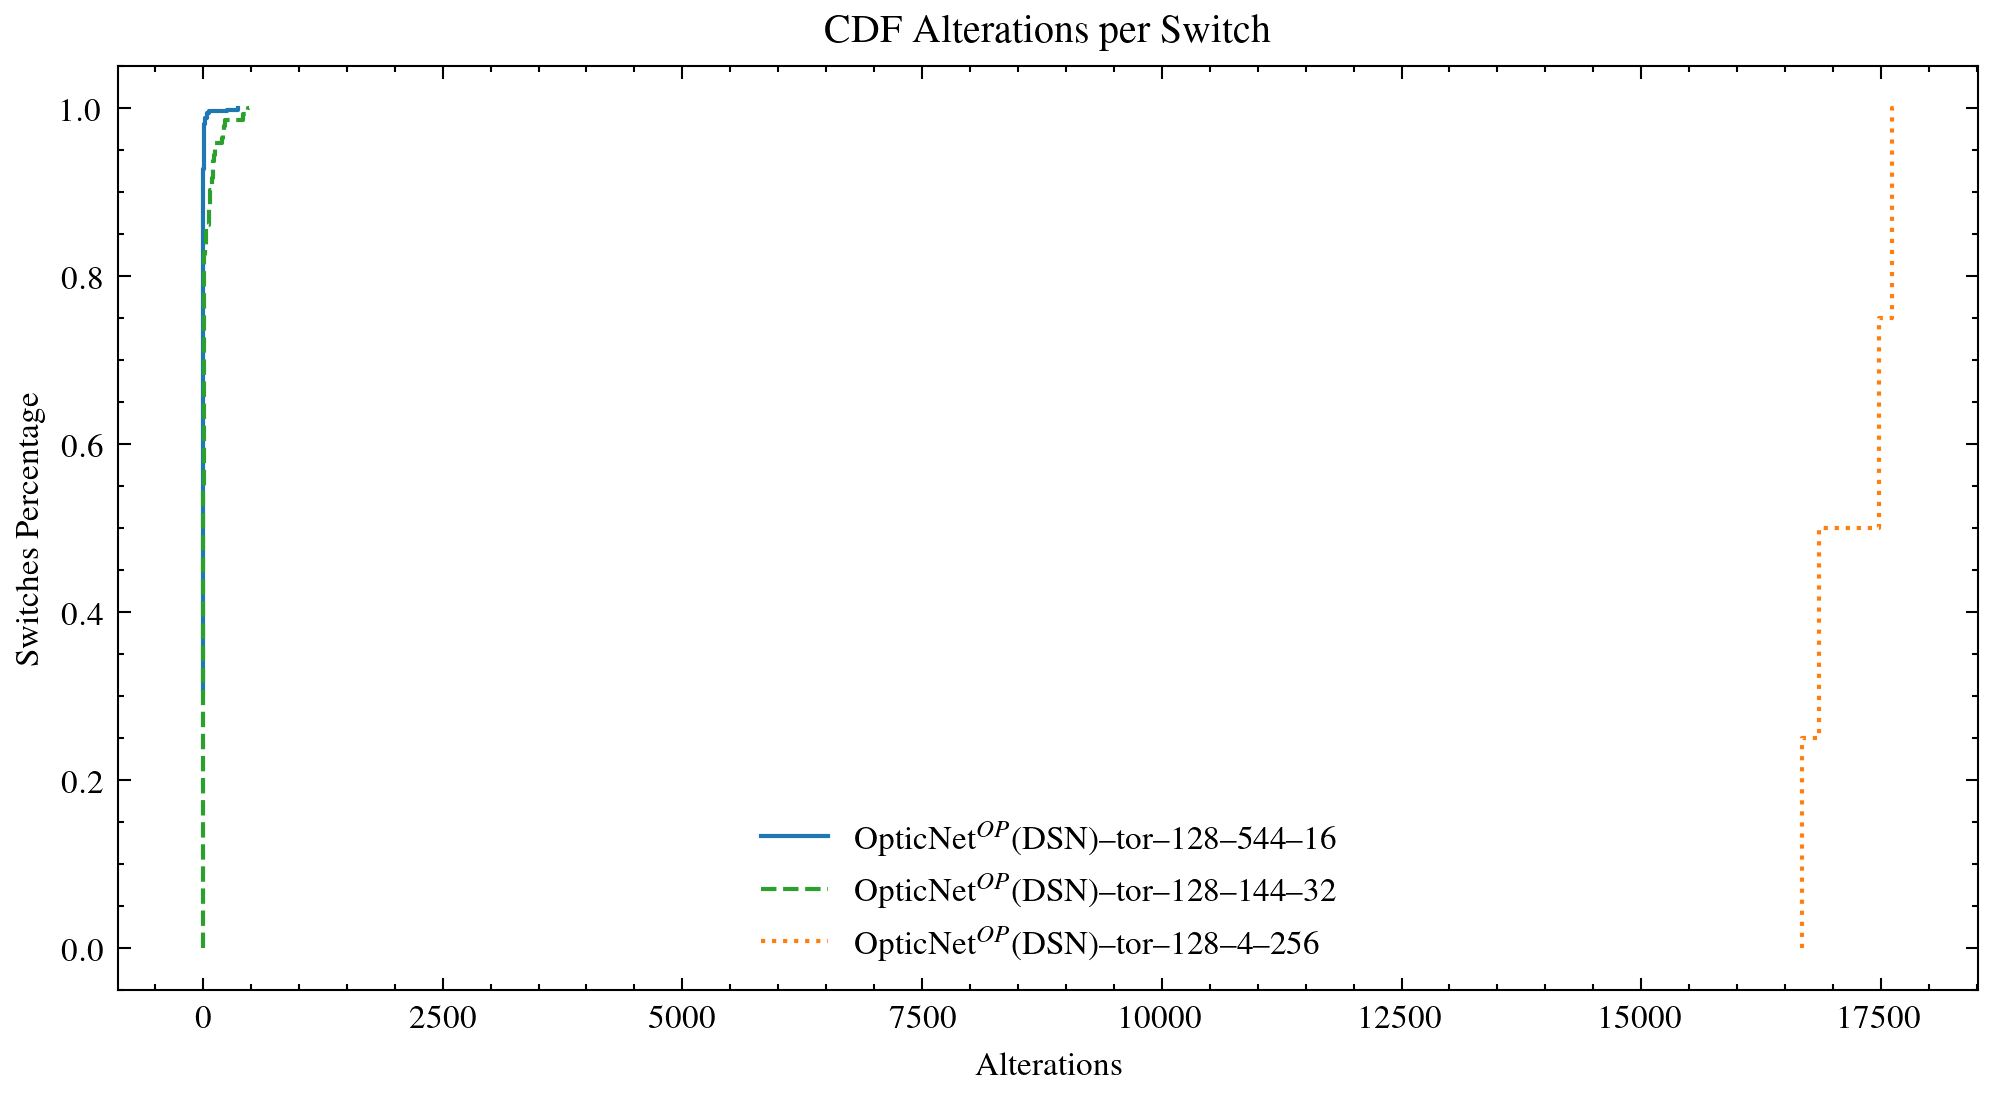 CDF Alterations per Switch
1.0
0.8
0.6
0.4
0.2
0.0
Switches Percentage
OpticNet^OP(DSN)–tor–128–544–16
OpticNet^OP(DSN)–tor–128–144–32
OpticNet^OP(DSN)–tor–128–4–256
0 2500 5000 7500 10000 12500 15000 17500
Alterations